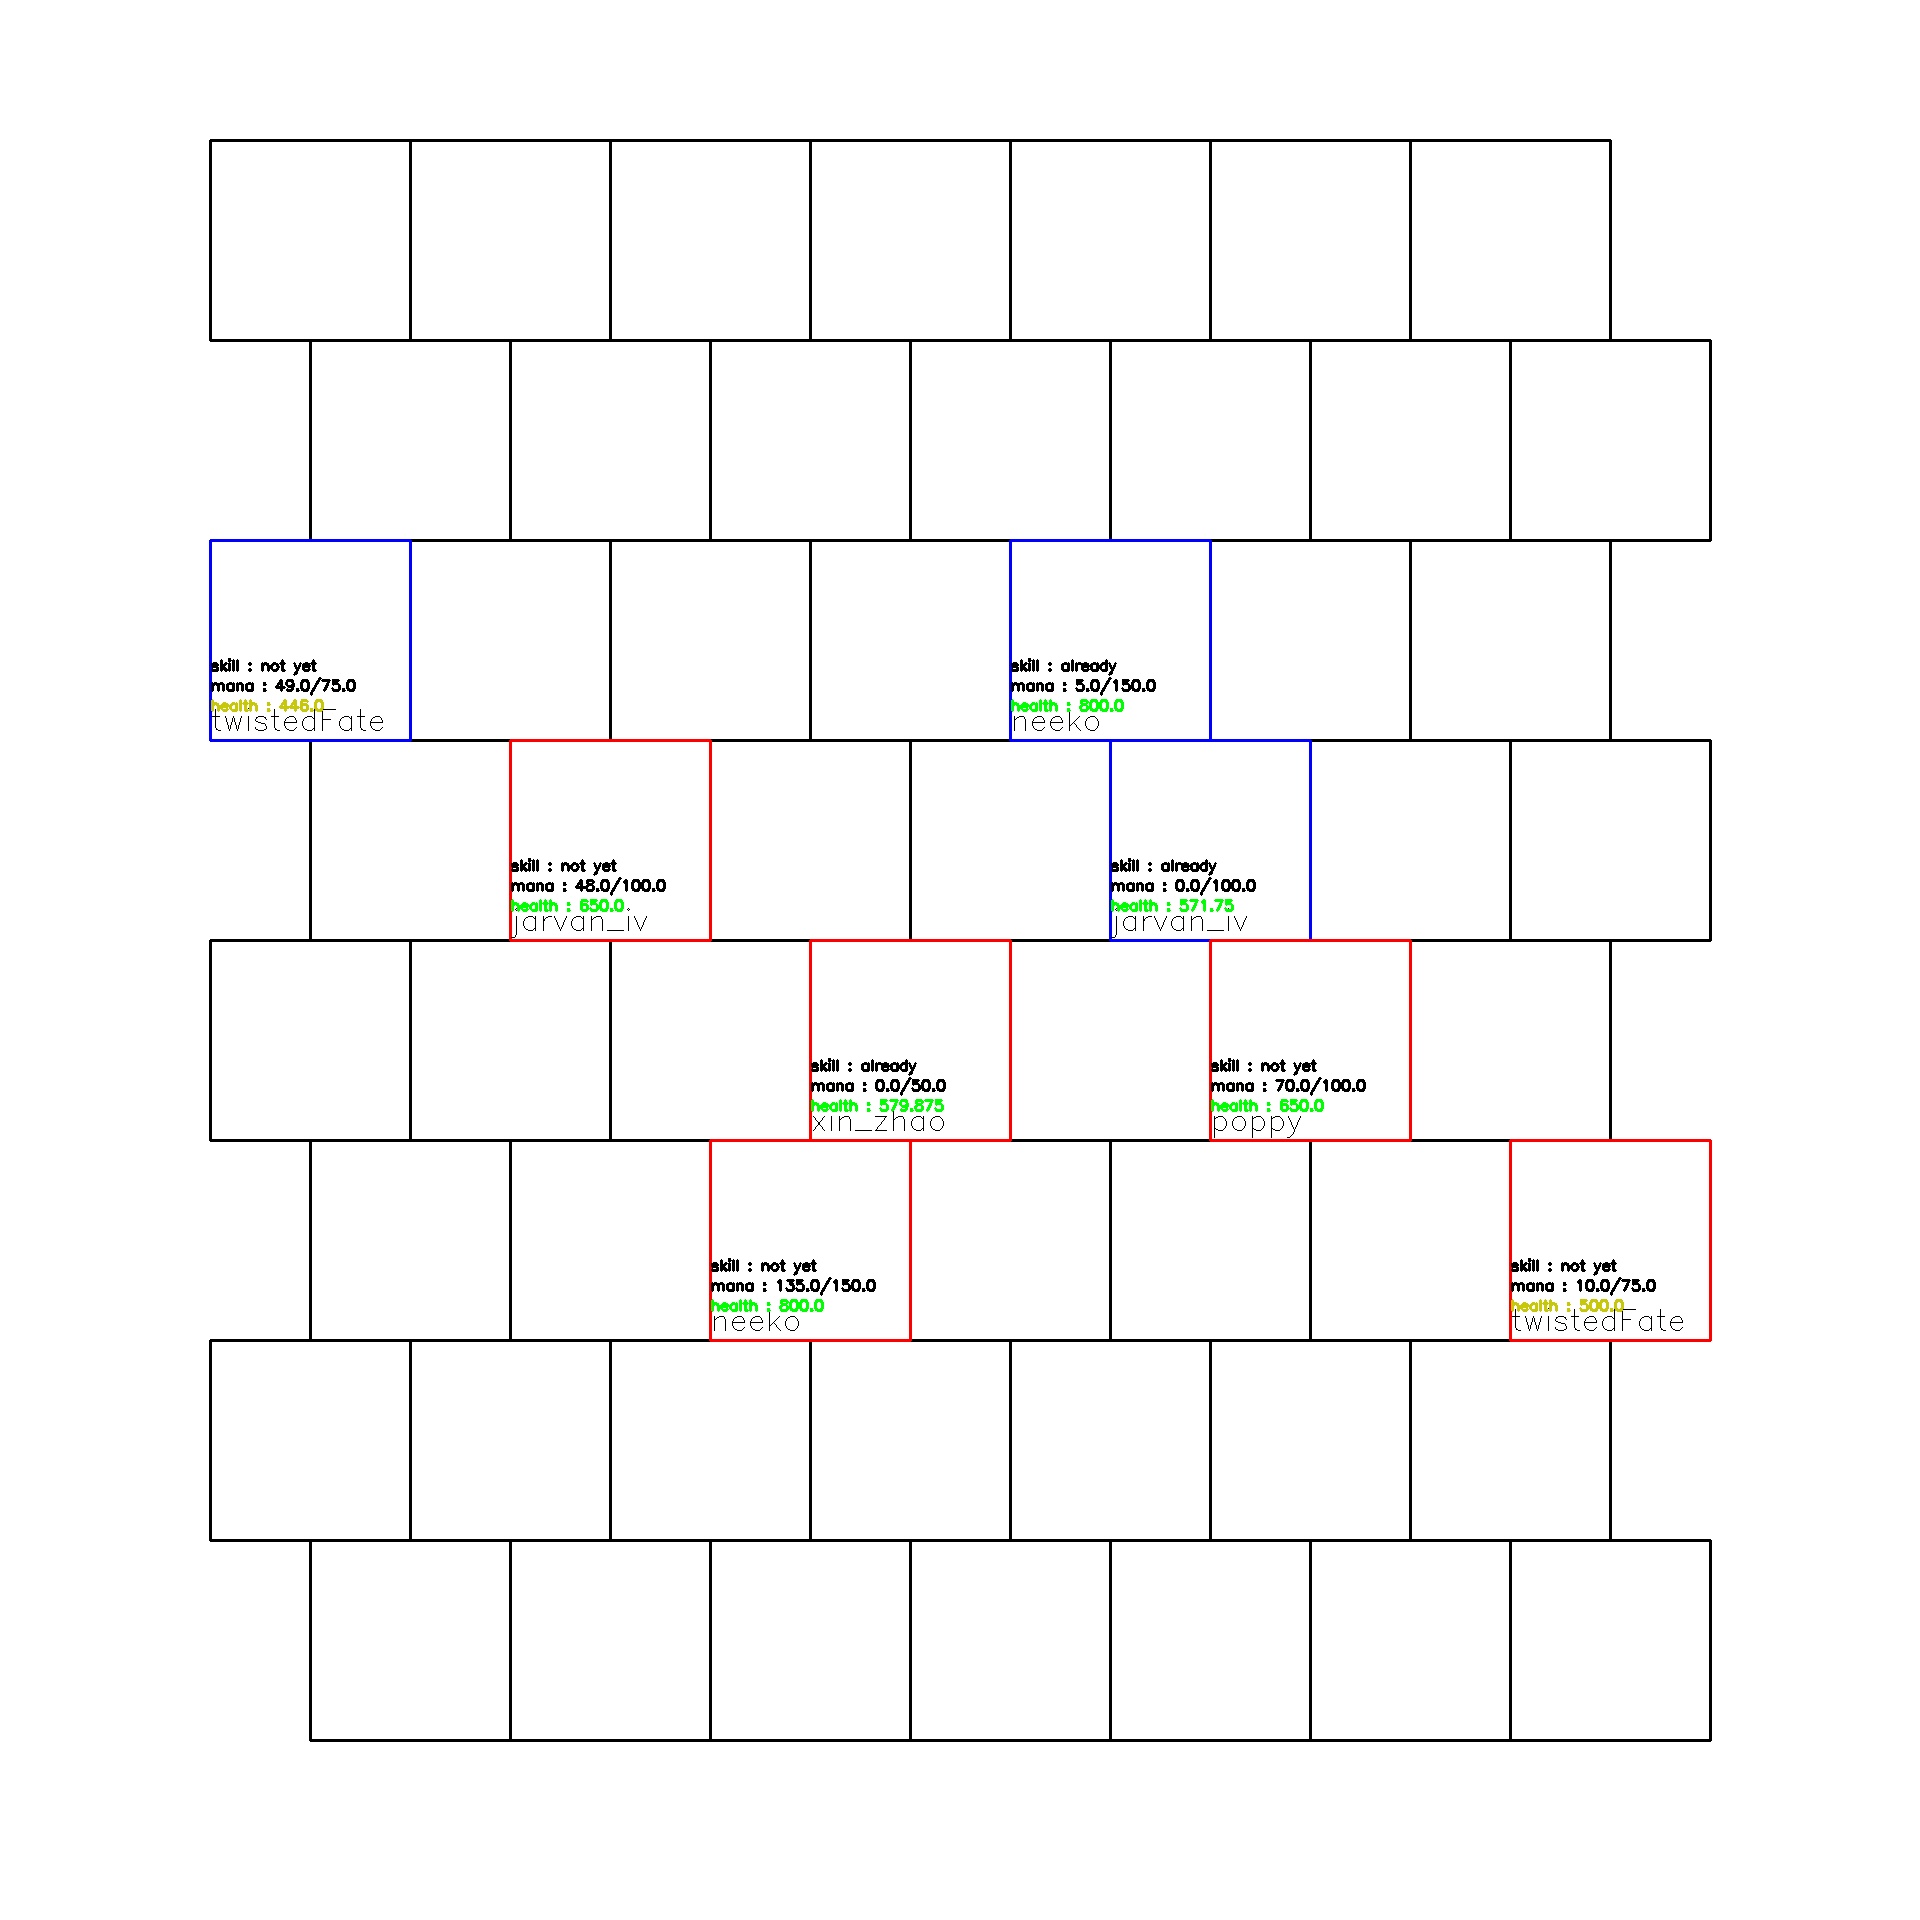 skill : not yet
mana : 49.0/75.0
health : 446.0
twistedFate
skill : already
mana : 5.0/150.0
health : 800.0
neeko
skill : not yet
mana : 48.0/100.0
health : 650.0
jarvan_iv
skill : already
mana : 0.0/100.0
health : 571.75
jarvan_iv
skill : already
mana : 0.0/50.0
health : 579.875
xin_zhao
skill : not yet
mana : 70.0/100.0
health : 650.0
poppy
skill : not yet
mana : 135.0/150.0
health : 800.0
neeko
skill : not yet
mana : 10.0/75.0
health : 500.0
twistedFate